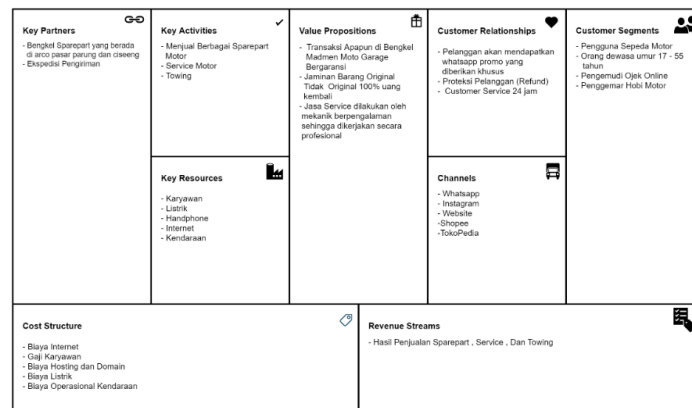 Key Partners
- Bengkel Sparepart yang berada
di arco pasar parung dan ciseeng
- Ekspedisi Pengiriman
Key Activities
- Menjual Berbagai Sparepart
Motor
- Service Motor
- Towing
Key Resources
- Karyawan
- Listrik
- Handphone
- Internet
- Kendaraan
Value Propositions
- Transaksi Apapun di Bengkel
Madmen Moto Garage
Bergaransi
- Jaminan Barang Original
Tidak Original 100% uang
kembali
- Jasa Service dilakukan oleh
mekanik berpengalaman
sehingga dikerjakan secara
profesional
Customer Relationships
- Pelanggan akan mendapatkan
whatsapp promo yang
diberikan khusus
- Proteksi Pelanggan (Refund)
- Customer Service 24 jam
Channels
- Whatsapp
- Instagram
- Website
-Shopee
-TokoPedia
Customer Segments
- Pengguna Sepeda Motor
- Orang dewasa umur 17 - 55
tahun
- Pengemudi Ojek Online
- Penggemar Hobi Motor
Cost Structure
- Biaya Internet
- Gaji Karyawan
- Biaya Hosting dan Domain
- Biaya Listrik
- Biaya Operasional Kendaraan
Revenue Streams
- Hasil Penjualan Sparepart , Service , Dan Towing